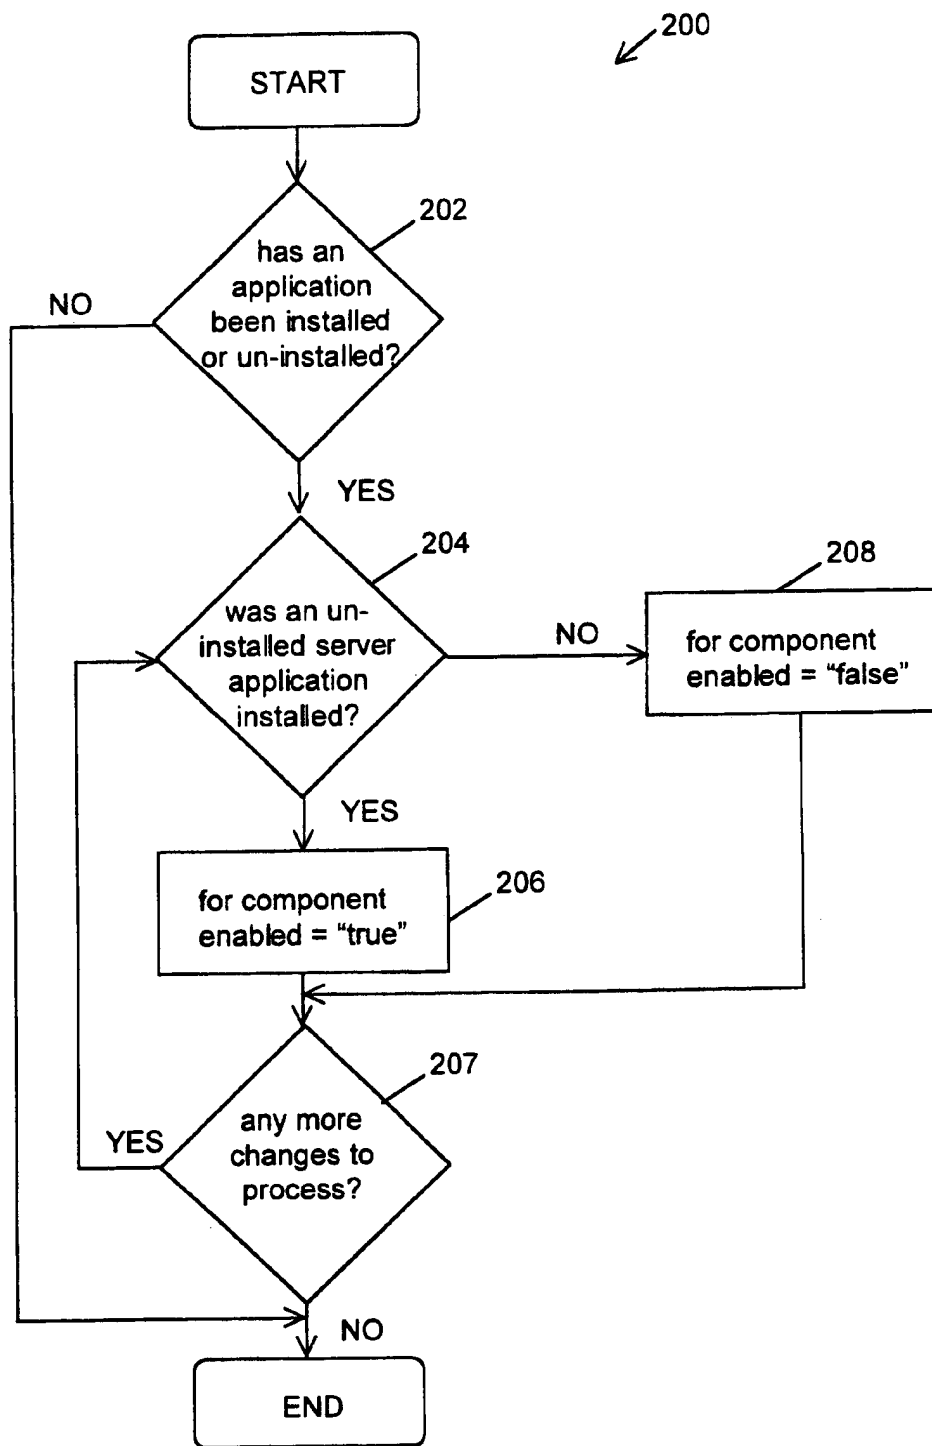 200
START
202
has an
application
been installed
or un-installed?
NO
YES
204
was an un-
installed server
application
installed?
NO
208
for component
enabled = “false”
YES
206
for component
enabled = “true”
207
any more
changes to
process?
YES
NO
END